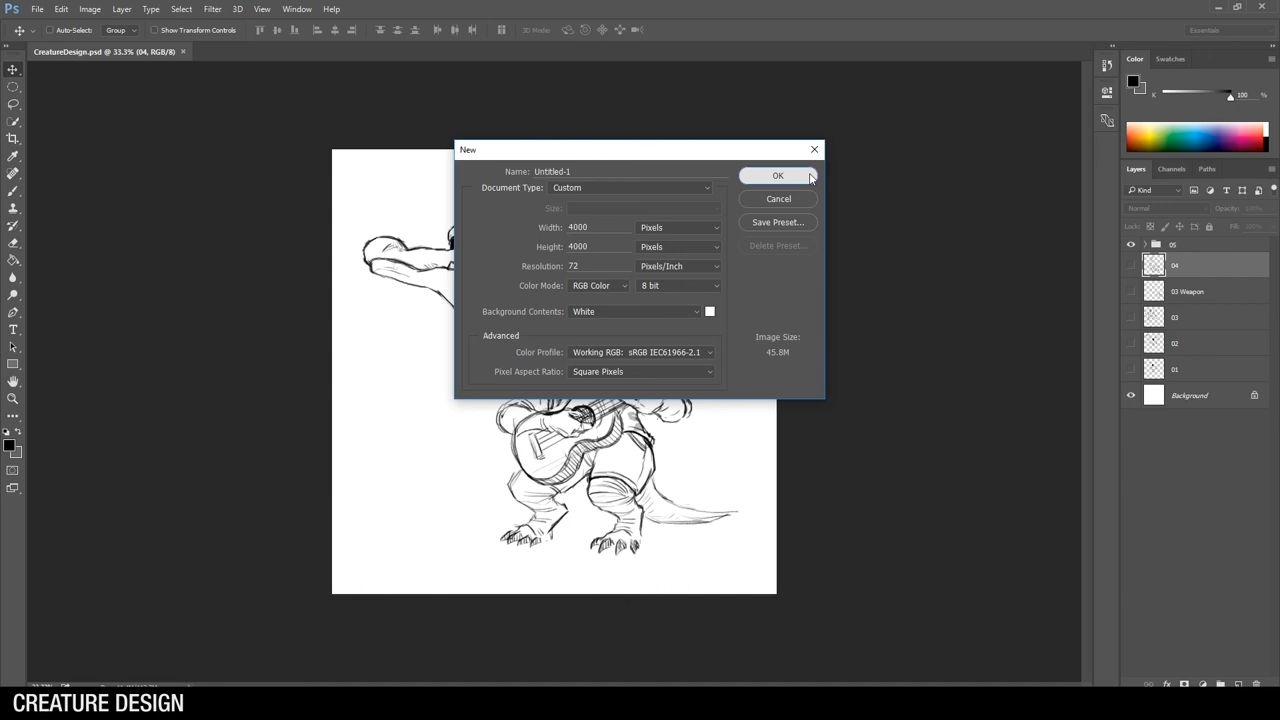 Ps File Edit Image Layer Type Select Filter 3D View Window Help
Auto-Select: Group Show Transform Controls 3D Mode: Essentials
CreatureDesign.psd @ 33.3% (04, RGB/8) ×
Color Swatches
K 100 %
New
Name: Untitled-1 OK
Document Type: Custom
Size: Cancel
Width: 4000 Pixels Save Preset...
Height: 4000 Pixels Delete Preset...
Resolution: 72 Pixels/Inch
Color Mode: RGB Color 8 bit
Background Contents: White
Advanced
Image Size:
Color Profile: Working RGB: sRGB IEC61966-2.1 45.8M
Pixel Aspect Ratio: Square Pixels
Layers Channels Paths
Kind
Normal Opacity:
Lock: Fill: 100%
05
04
03 Weapon
03
02
01
Background
CREATURE DESIGN